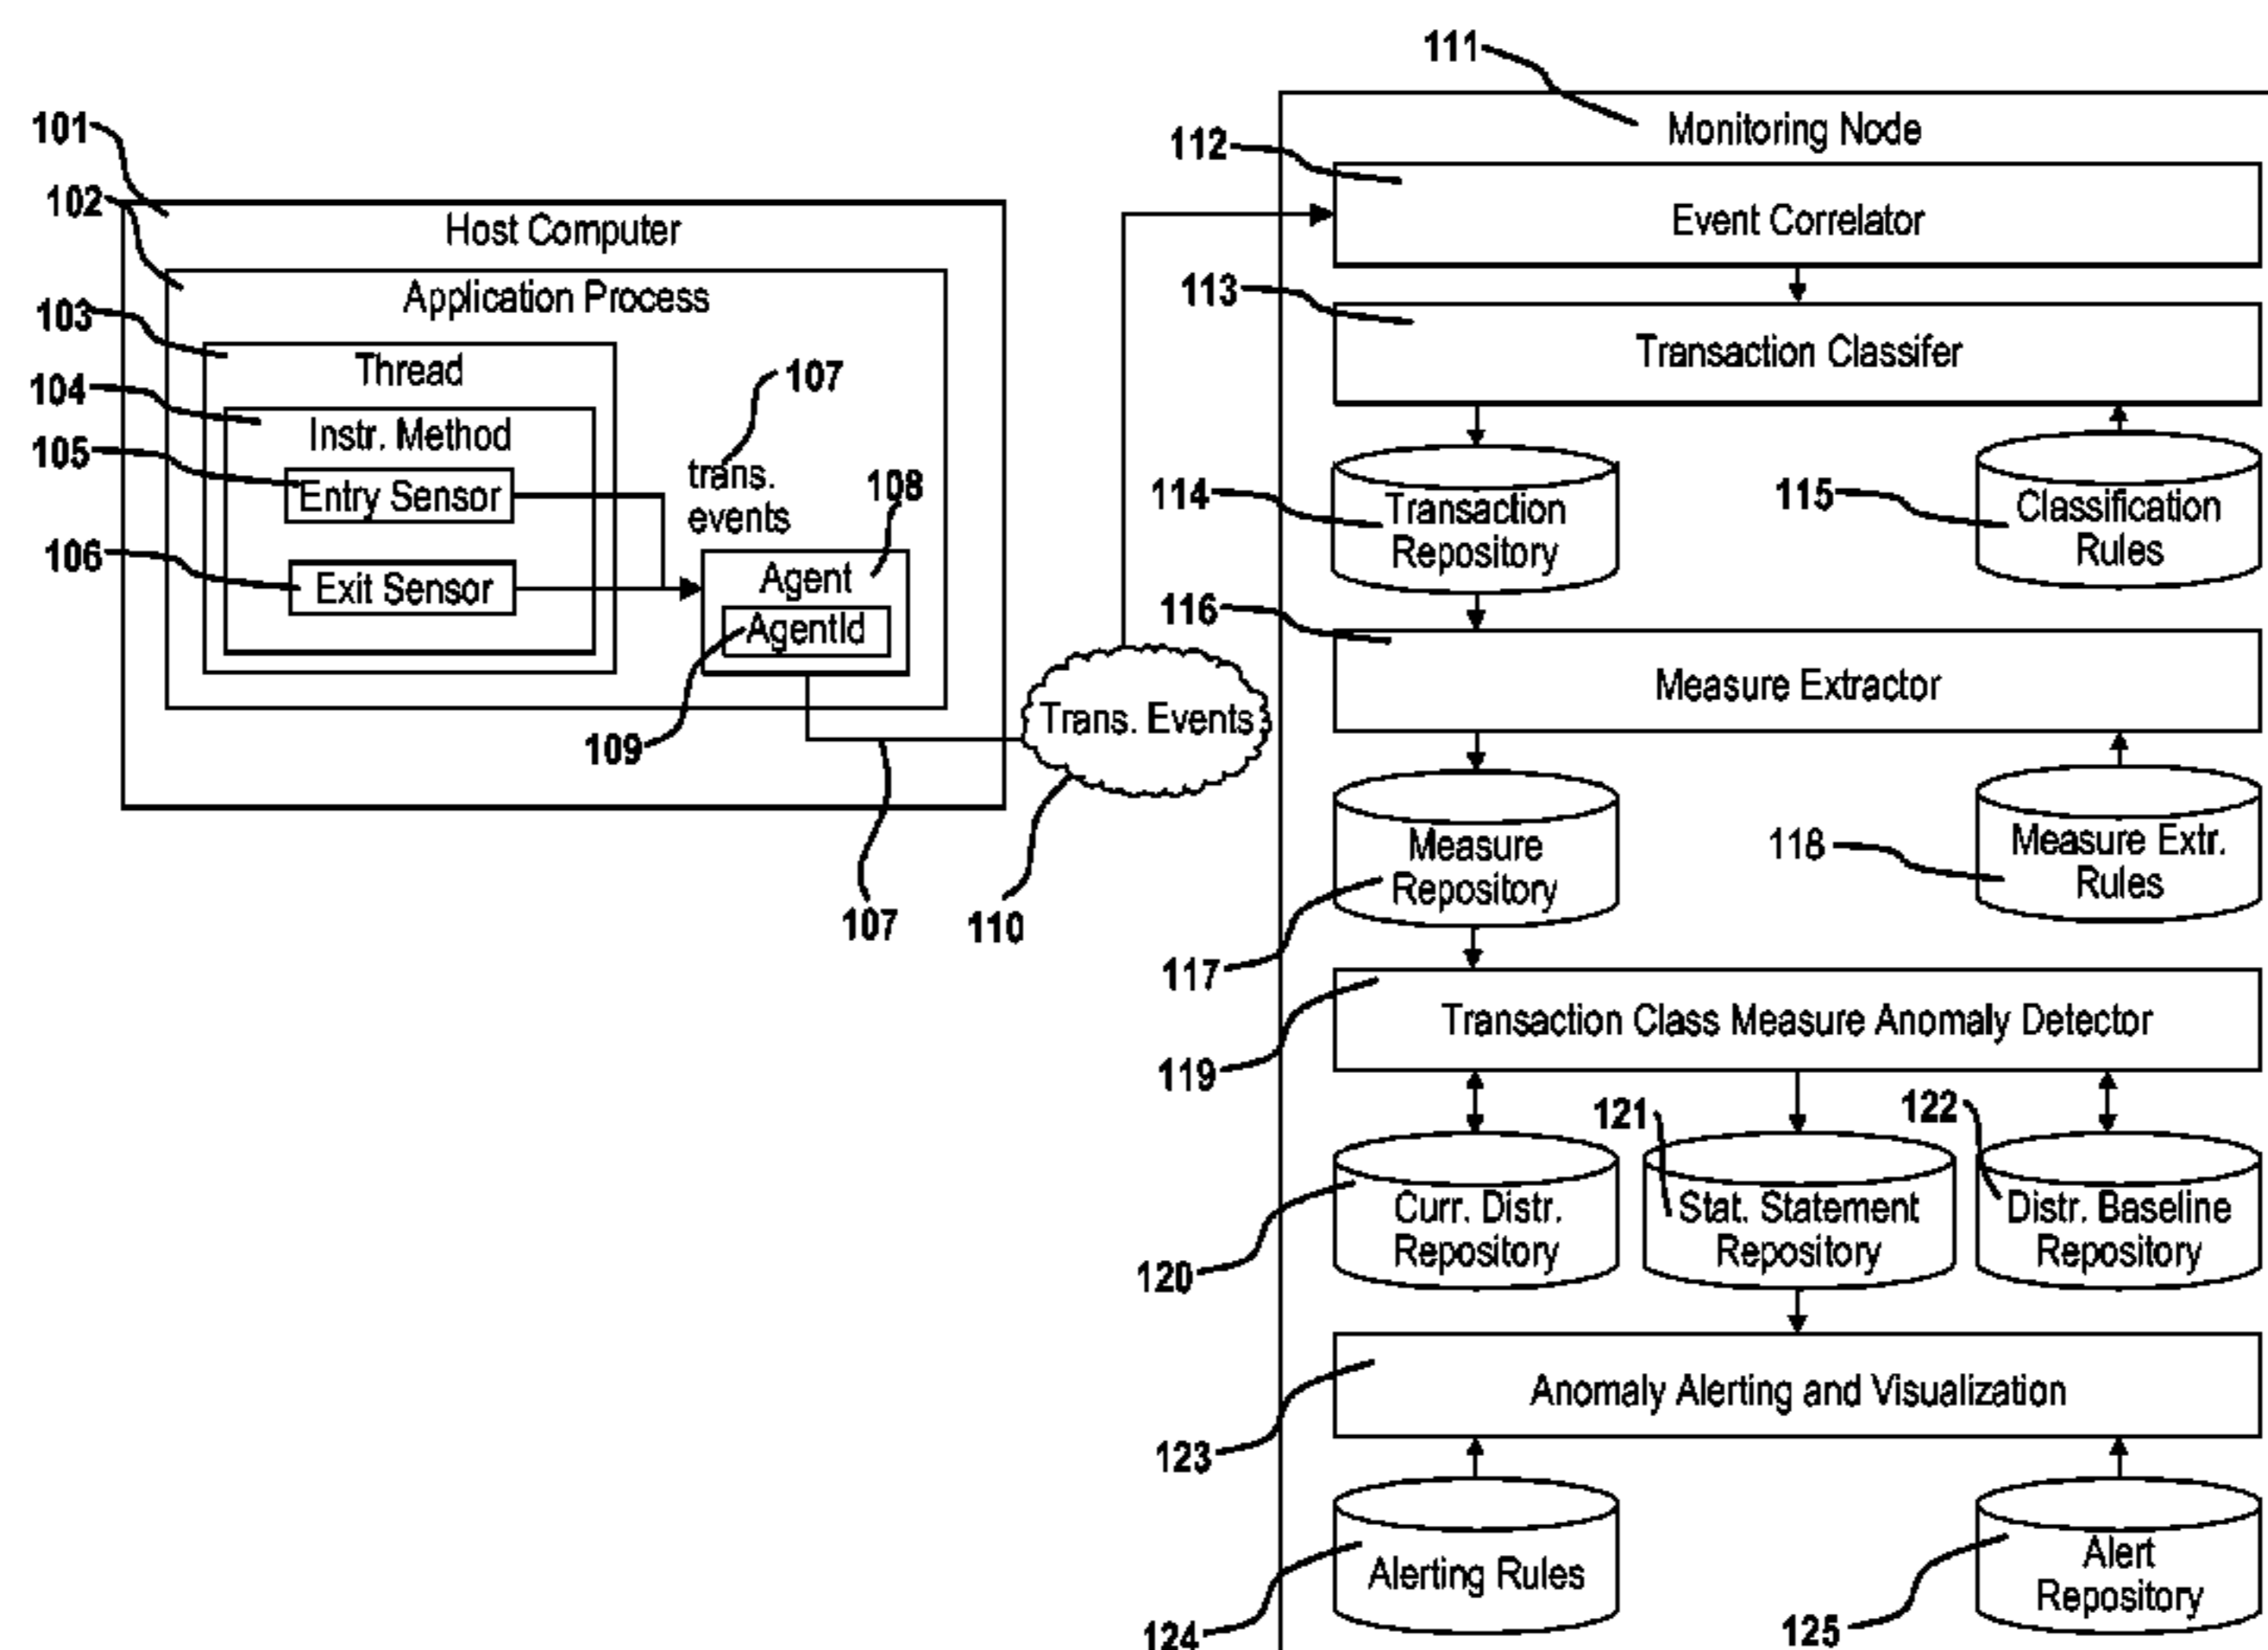 111
101
Monitoring Node
112
102
Host Computer
Event Correlator
Application Process
113
103
Thread
Transaction Classifer
107
104
Instr. Method
105
trans.
events
Entry Sensor
108
114
Transaction
Repository
115
Classification
Rules
106
Exit Sensor
Agent
AgentId
116
Measure Extractor
Trans. Events
109
Measure
Repository
118
Measure Extr.
Rules
107
110
117
Transaction Class Measure Anomaly Detector
119
121
122
Curr. Distr.
Repository
Stat. Statement
Repository
Distr. Baseline
Repository
120
Anomaly Alerting and Visualization
123
Alerting Rules
Alert
Repository
124
125